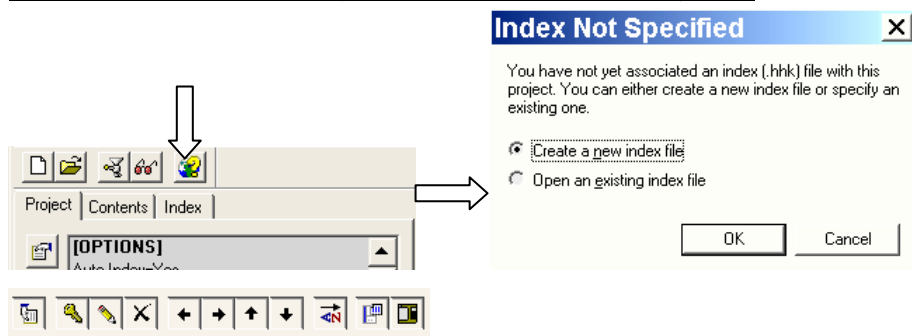 Index Not Specified
You have not yet associated an index (.hhk) file with this
project. You can either create a new index file or specify an
existing one.
Create a new index file
Open an existing index file
OK Cancel
Project Contents Index
[OPTIONS]
Auto Index=Yes